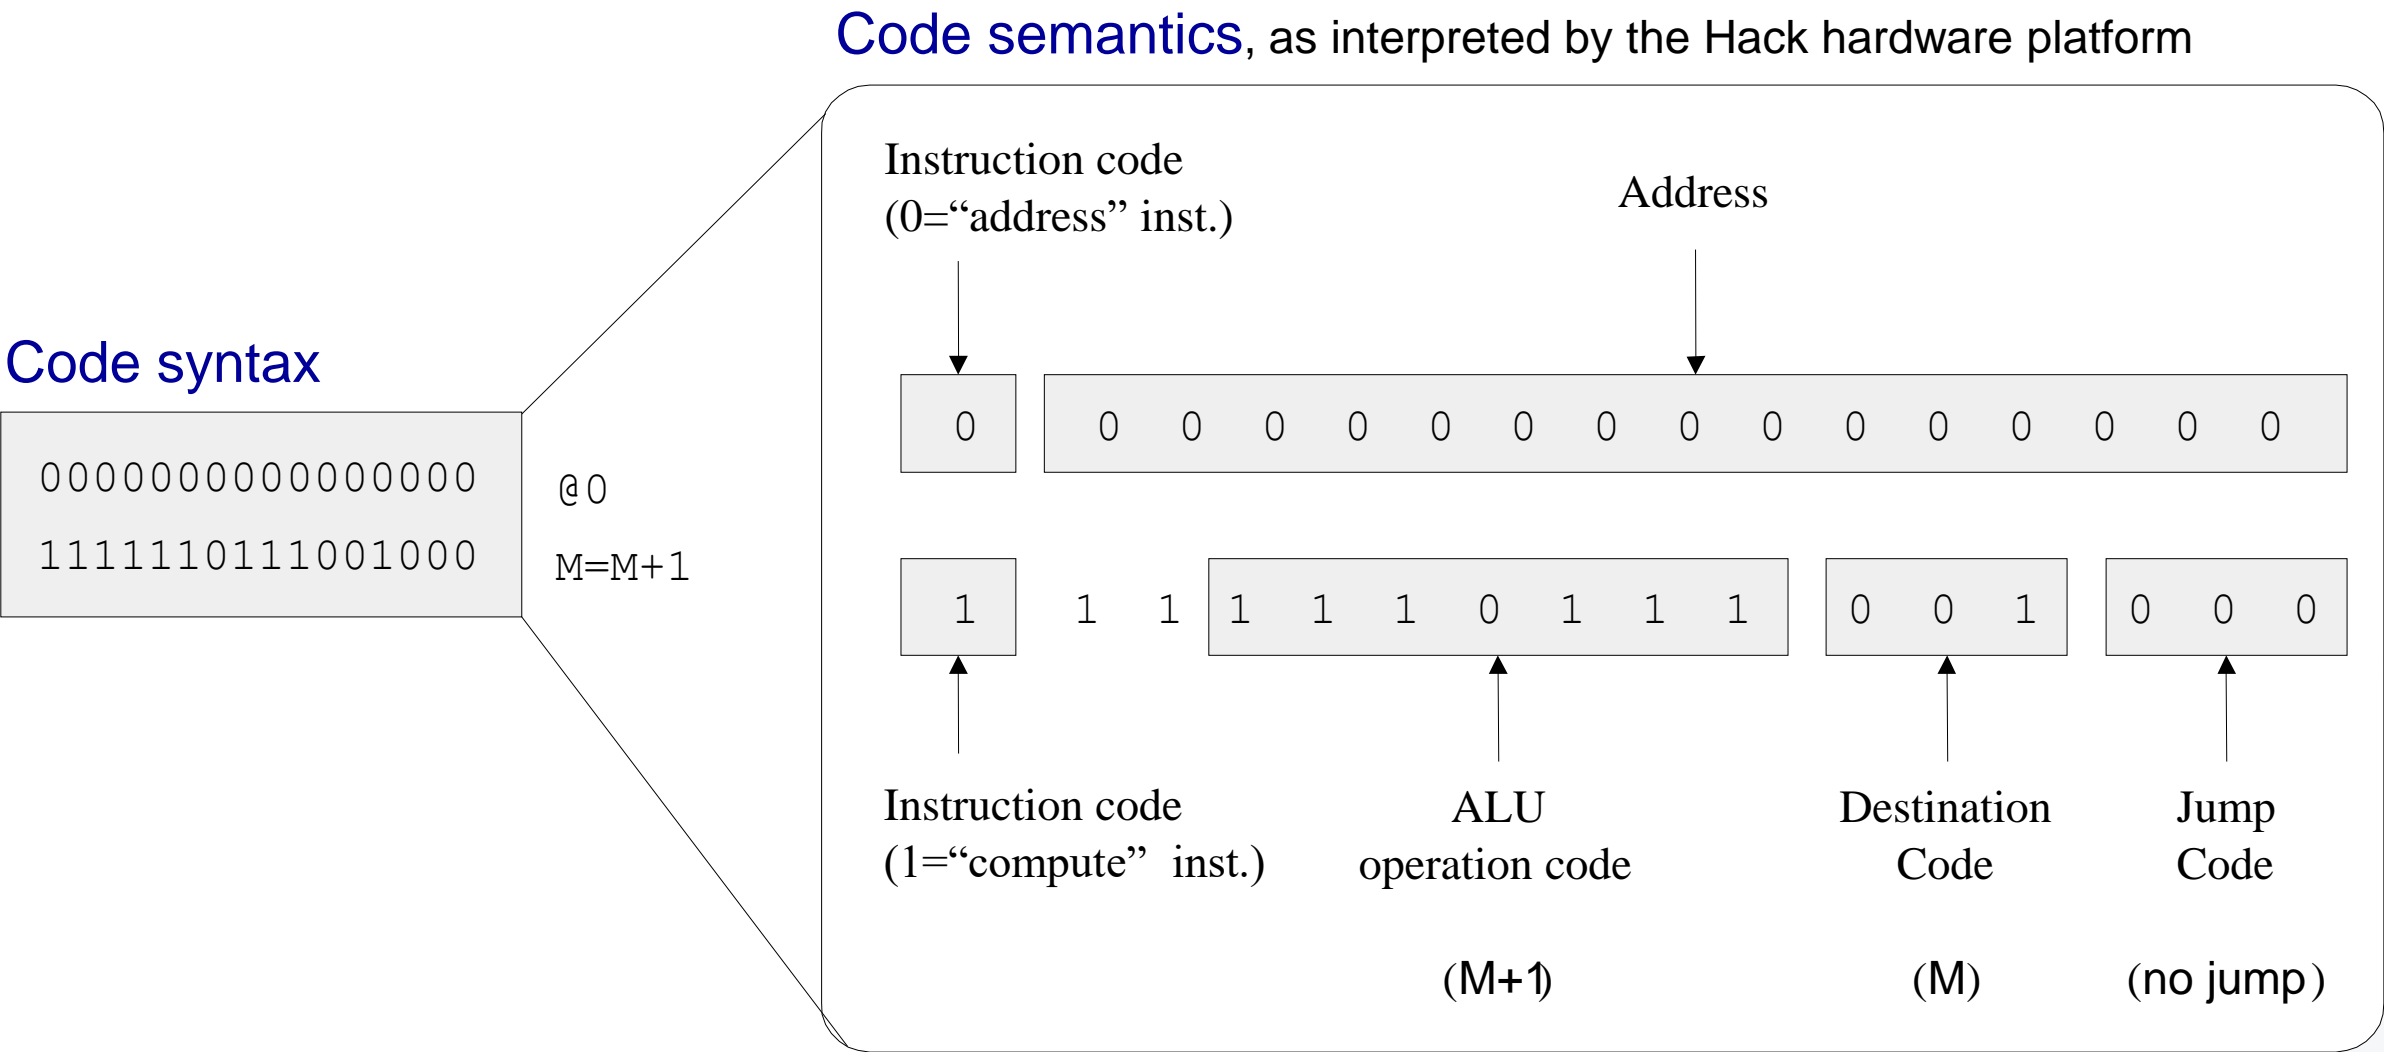 Code semantics, as interpreted by the Hack hardware platform
Instruction code
(0=“address” inst.)
Address
Code syntax
0000000000000000
@0
1111110111001000
M=M+1
0 0 0 0 0 0 0 0 0 0 0 0 0 0 0 0
1 1 1 1 1 1 0 1 1 1 0 0 1 0 0 0
Instruction code
(1=“compute” inst.)
ALU
operation code
(M+1)
Destination
Code
(M)
Jump
Code
(no jump)